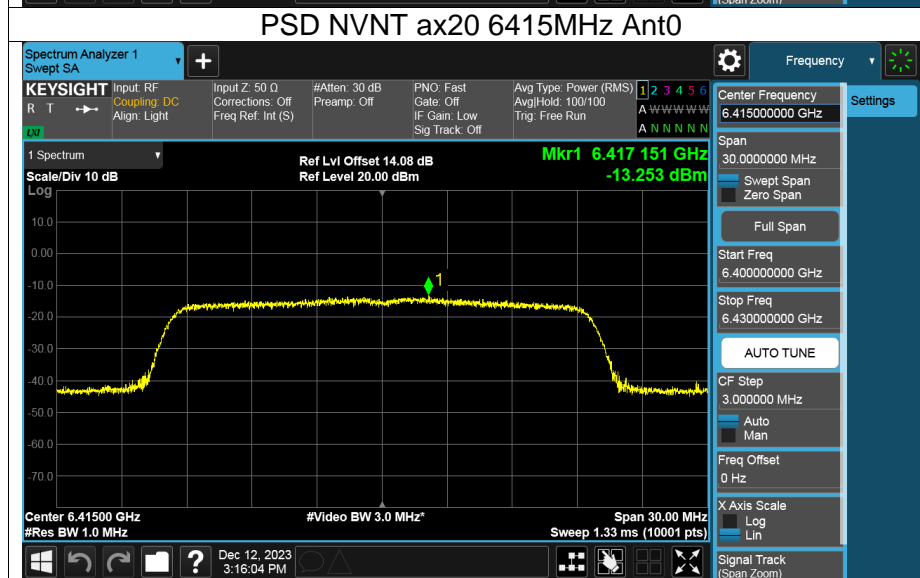 (Span Zoom)
PSD NVNT ax20 6415MHz Ant0
Spectrum Analyzer 1
Swept SA
+
Frequency
KEYSIGHT
R T
LXI
Input: RF
Coupling: DC
Align: Light
Input Z: 50 Ω
Corrections: Off
Freq Ref: Int (S)
#Atten: 30 dB
Preamp: Off
PNO: Fast
Gate: Off
IF Gain: Low
Sig Track: Off
Avg Type: Power (RMS)
Avg|Hold: 100/100
Trig: Free Run
1 2 3 4 5 6
A W W W W W
A N N N N N
1 Spectrum
Scale/Div 10 dB
Log
Ref Lvl Offset 14.08 dB
Ref Level 20.00 dBm
Mkr1 6.417 151 GHz
-13.253 dBm
10.0
0.00
-10.0
-20.0
-30.0
-40.0
-50.0
-60.0
-70.0
1
Center 6.41500 GHz
#Res BW 1.0 MHz
#Video BW 3.0 MHz*
Span 30.00 MHz
Sweep 1.33 ms (10001 pts)
Center Frequency
6.415000000 GHz
Settings
Span
30.0000000 MHz
Swept Span
Zero Span
Full Span
Start Freq
6.400000000 GHz
Stop Freq
6.430000000 GHz
AUTO TUNE
CF Step
3.000000 MHz
Auto
Man
Freq Offset
0 Hz
X Axis Scale
Log
Lin
Signal Track
(Span Zoom)
?
Dec 12, 2023
3:16:04 PM